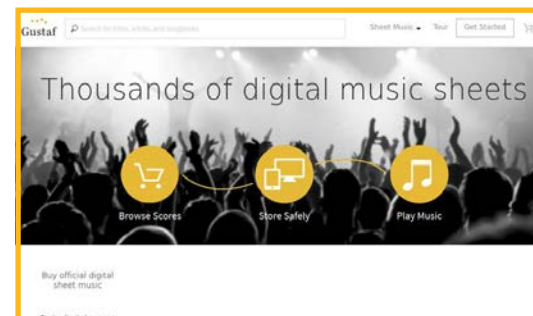 Gustaf
Search for titles, artists, and songbooks
Sheet Music
Tour
Get Started
Thousands of digital music sheets
Browse Scores
Store Safely
Play Music
Buy official digital
sheet music